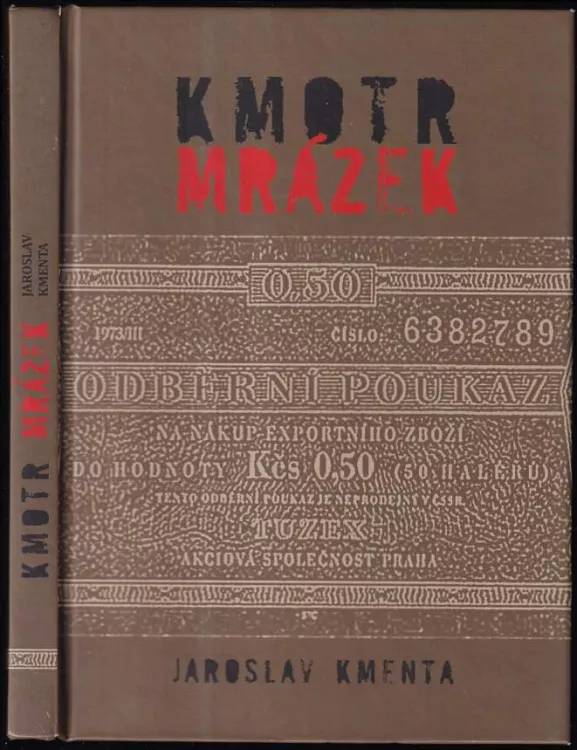 KMOTR
MRÁZEK
0,50
1973/III
ČÍSLO:
6382789
ODBĚRNÍ POUKAZ
NA NÁKUP EXPORTNÍHO ZBOŽÍ
DO HODNOTY Kčs 0,50 (50 HALÉŘŮ)
TENTO ODBĚRNÍ POUKAZ JE NEPRODEJNÝ V ČSSR.
TUZEX
AKCIOVÁ SPOLEČNOST PRAHA
JAROSLAV KMENTA
KMOTR MRÁZEK
JAROSLAV
KMENTA